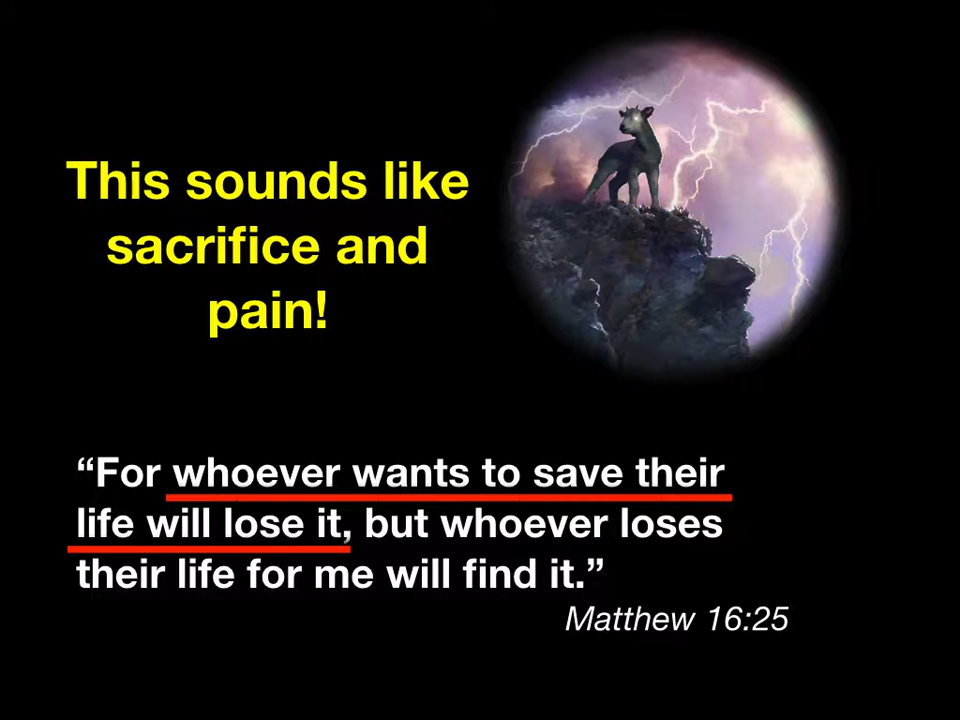 This sounds like
sacrifice and
pain!
“For whoever wants to save their
life will lose it, but whoever loses
their life for me will find it.”
Matthew 16:25